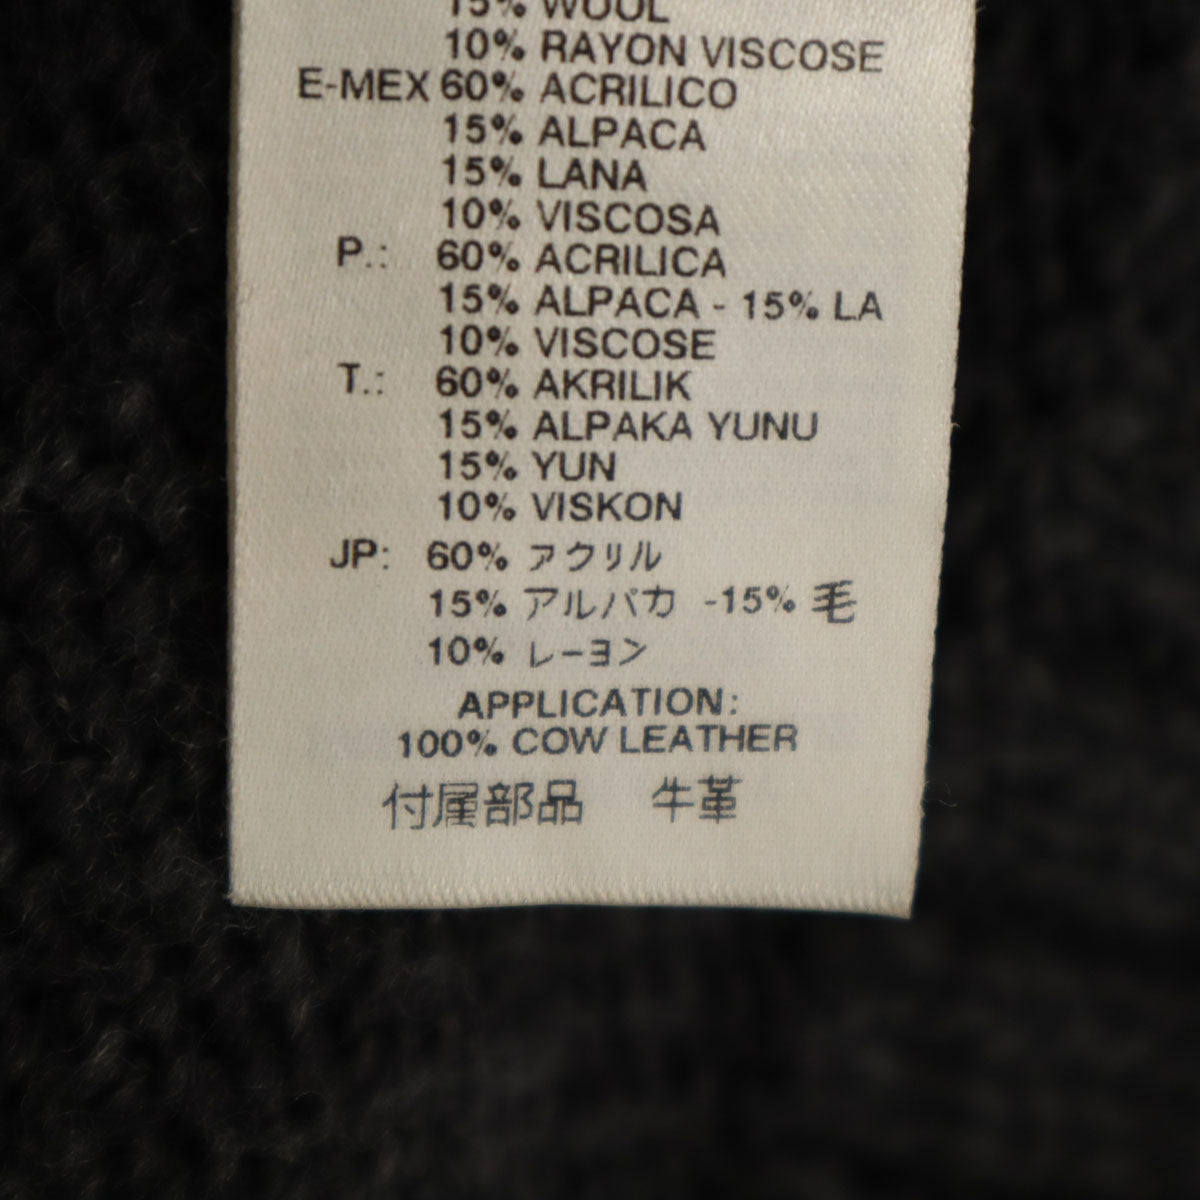 15% WOOL
10% RAYON VISCOSE
E-MEX 60% ACRILICO
15% ALPACA
15% LANA
10% VISCOSA
P.: 60% ACRILICA
15% ALPACA - 15% LA
10% VISCOSE
T.: 60% AKRILIK
15% ALPAKA YUNU
15% YUN
10% VISKON
JP: 60% アクリル
15% アルパカ -15% 毛
10% レーヨン
APPLICATION:
100% COW LEATHER
付属部品 牛革